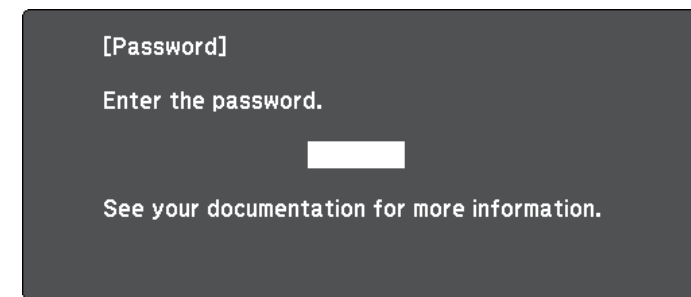 [Password]
Enter the password.
See your documentation for more information.